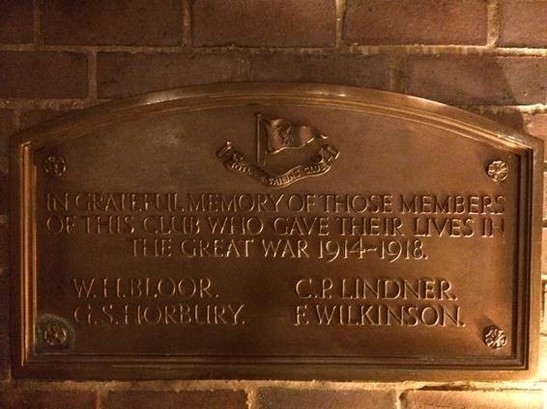 IN GRATEFUL MEMORY OF THOSE MEMBERS
OF THIS CLUB WHO GAVE THEIR LIVES IN
THE GREAT WAR 1914-1918.
W. H. BLOOR. C. P. LINDNER.
G. S. HORBURY. F. WILKINSON.